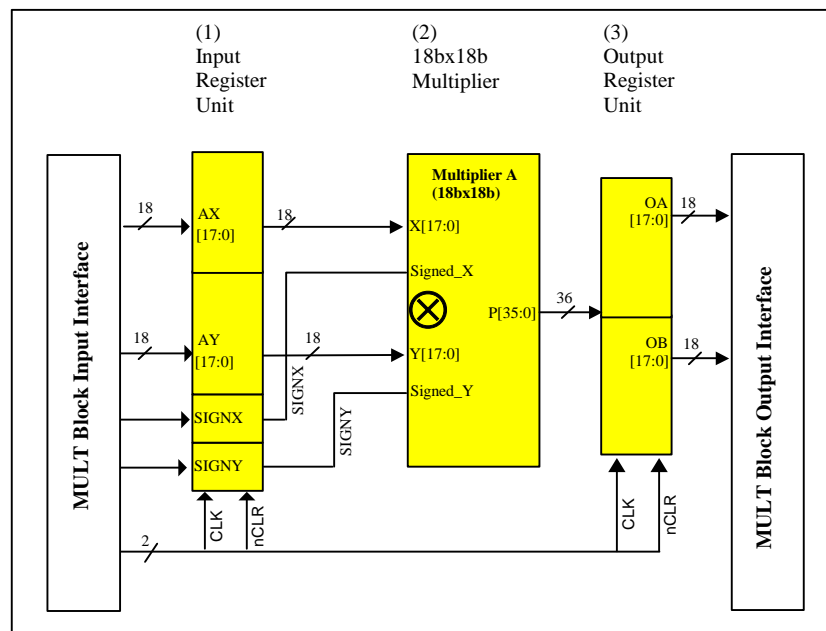 (1)
Input
Register
Unit
(2)
18bx18b
Multiplier
(3)
Output
Register
Unit
MULT Block Input Interface
18
AX
[17:0]
18
18
AY
[17:0]
18
SIGNX
SIGNY
SIGNX
SIGNY
CLK
nCLR
2
Multiplier A
(18bx18b)
X[17:0]
Signed_X
P[35:0]
Y[17:0]
Signed_Y
36
OA
[17:0]
18
OB
[17:0]
18
CLK
nCLR
MULT Block Output Interface